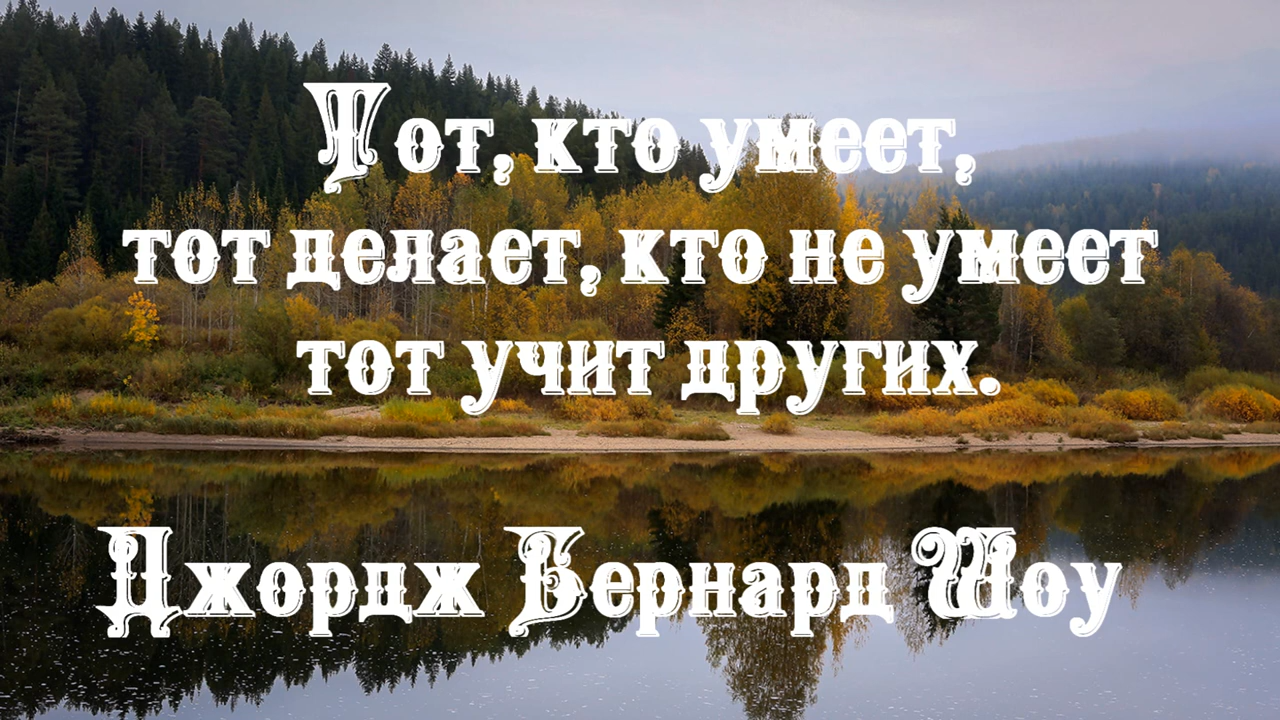 Тот, кто умеет,
тот делает, кто не умеет
тот учит других.
Джордж Бернард Шоу